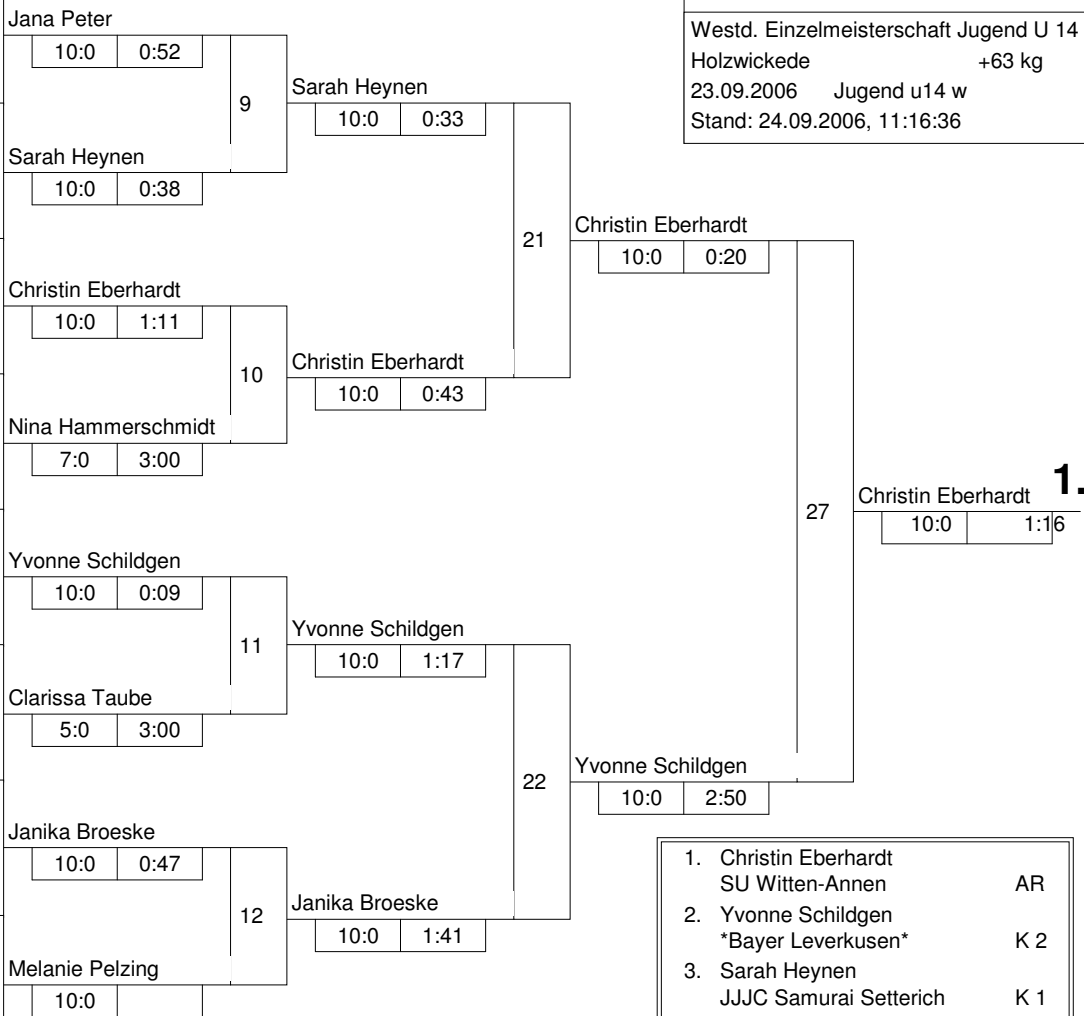 Westd. Einzelmeisterschaft Jugend U 14
Holzwickede +63 kg
23.09.2006 Jugend u14 w
Stand: 24.09.2006, 11:16:36
Jana Peter
10:0 0:52
9
Sarah Heynen
10:0 0:38
Sarah Heynen
10:0 0:33
Christin Eberhardt
10:0 1:11
10
Nina Hammerschmidt
7:0 3:00
Christin Eberhardt
10:0 0:43
21
Christin Eberhardt
10:0 0:20
Yvonne Schildgen
10:0 0:09
11
Clarissa Taube
5:0 3:00
Yvonne Schildgen
10:0 1:17
Janika Broeske
10:0 0:47
12
Melanie Pelzing
10:0
Janika Broeske
10:0 1:41
22
Yvonne Schildgen
10:0 2:50
27
Christin Eberhardt 1.
10:0 1:16
1. Christin Eberhardt
SU Witten-Annen AR
2. Yvonne Schildgen
*Bayer Leverkusen* K 2
3. Sarah Heynen
JJJC Samurai Setterich K 1